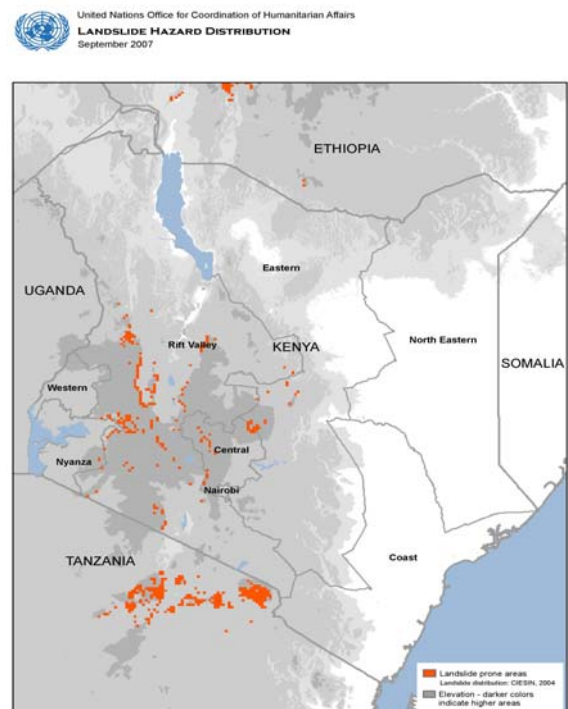 United Nations Office for Coordination of Humanitarian Affairs
LANDSLIDE HAZARD DISTRIBUTION
September 2007
ETHIOPIA
Eastern
UGANDA
Rift Valley
KENYA
North Eastern
SOMALIA
Western
Central
Nyanza
Nairobi
TANZANIA
Coast
Landslide prone areas
Landslide distribution: CIESIN, 2004
Elevation - darker colors
indicate higher areas